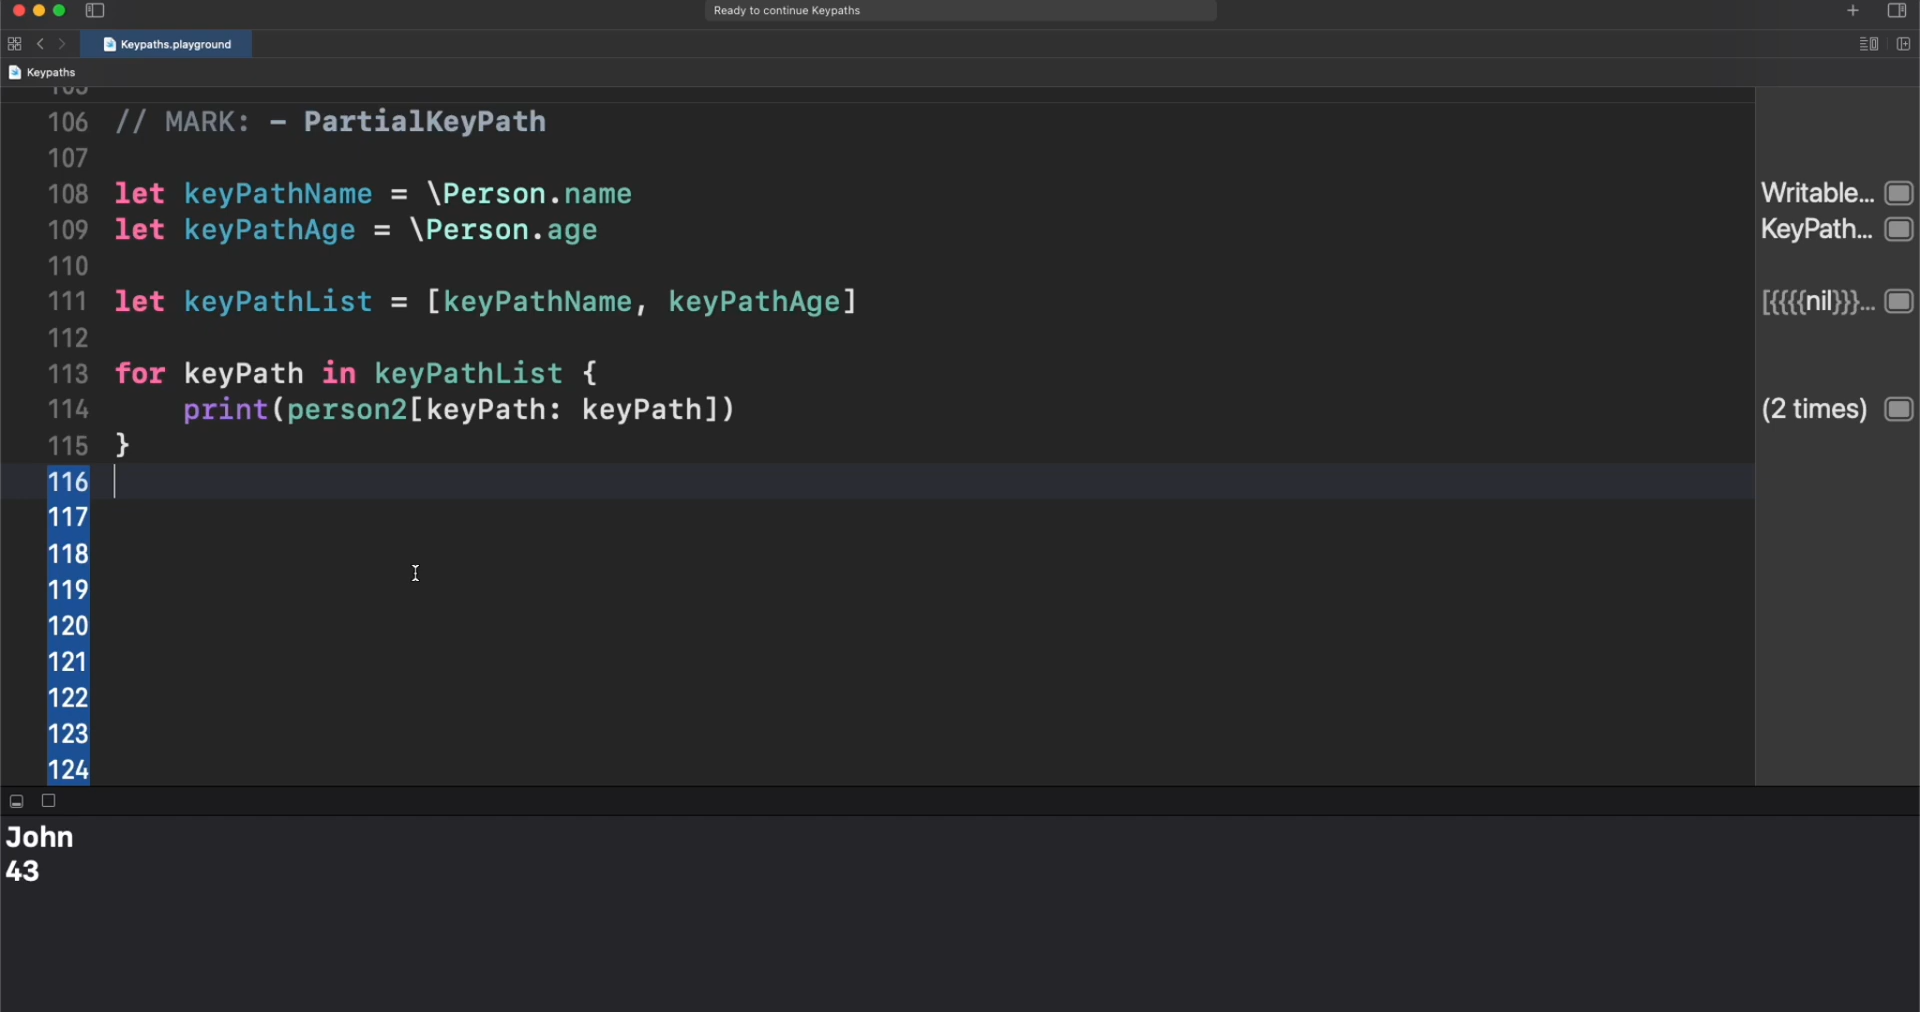 Ready to continue Keypaths
Keypaths.playground
Keypaths
105
106 // MARK: - PartialKeyPath
107
108 let keyPathName = \Person.name Writable...
109 let keyPathAge = \Person.age KeyPath...
110
111 let keyPathList = [keyPathName, keyPathAge] [{{{{nil}}}...
112
113 for keyPath in keyPathList {
114 print(person2[keyPath: keyPath]) (2 times)
115 }
116
117
118
119
120
121
122
123
124
John
43